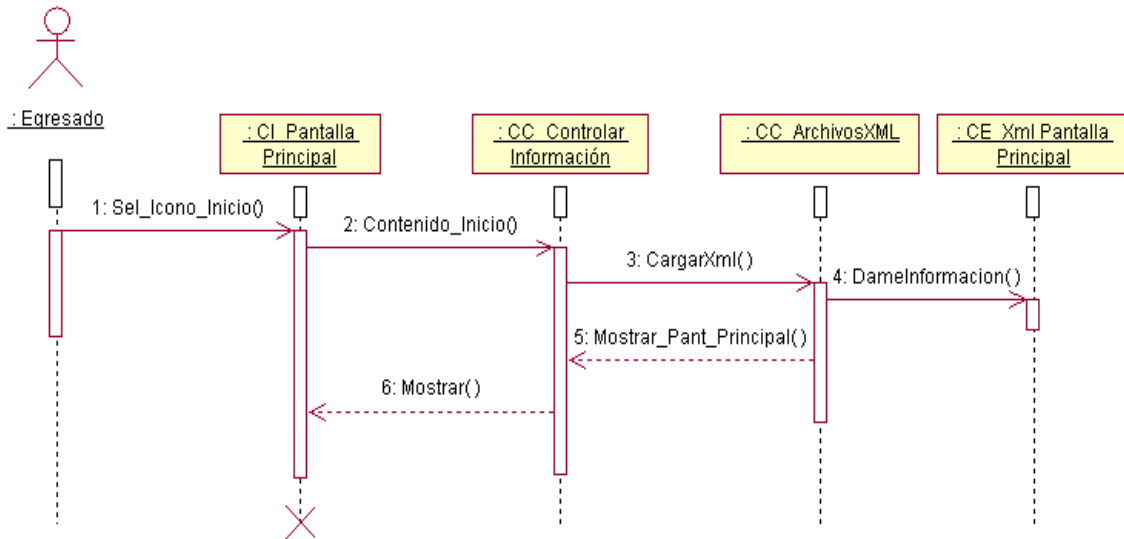 : Egresado
: CI_Pantalla
Principal
: CC_Controlar
Información
: CC_ArchivosXML
: CE_Xml Pantalla
Principal
1: Sel_Icono_Inicio()
2: Contenido_Inicio()
3: CargarXml()
4: DameInformacion()
5: Mostrar_Pant_Principal()
6: Mostrar()